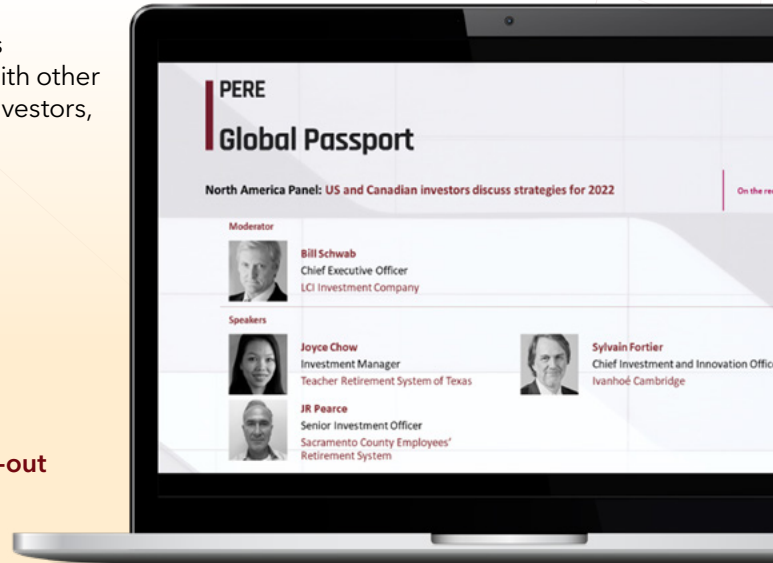 s
ith other
vestors,
-out
PERE
Global Passport
North America Panel: US and Canadian investors discuss strategies for 2022
On the re
Moderator
Bill Schwab
Chief Executive Officer
LCI Investment Company
Speakers
Joyce Chow
Investment Manager
Teacher Retirement System of Texas
Sylvain Fortier
Chief Investment and Innovation Office
Ivanhoé Cambridge
JR Pearce
Senior Investment Officer
Sacramento County Employees'
Retirement System